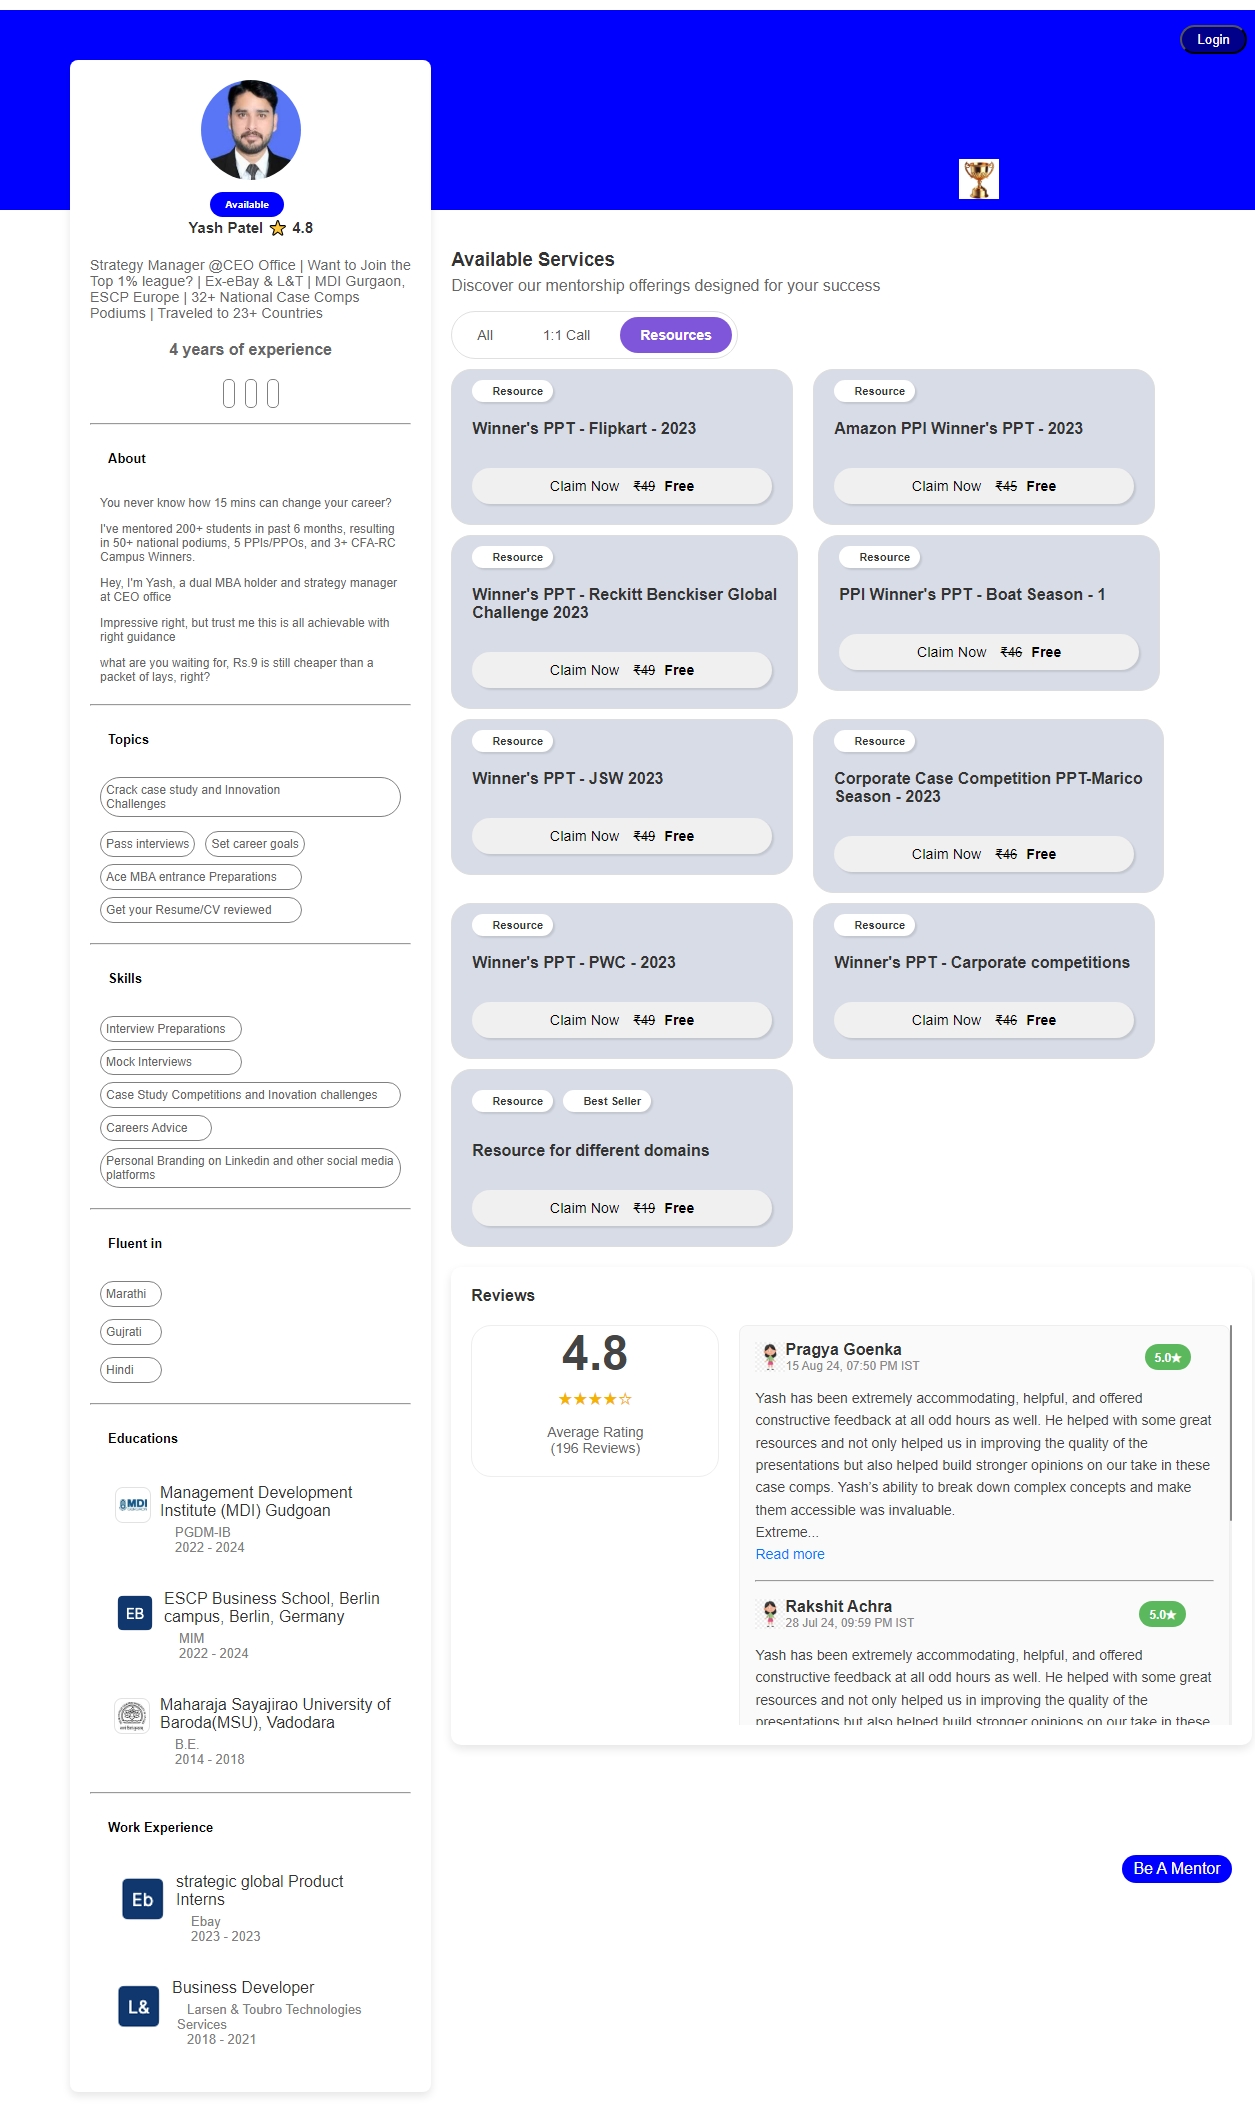 Login
Available
Yash Patel ⭐ 4.8
Strategy Manager @CEO Office | Want to Join the
Top 1% league? | Ex-eBay & L&T | MDI Gurgaon,
ESCP Europe | 32+ National Case Comps
Podiums | Traveled to 23+ Countries
4 years of experience
About
You never know how 15 mins can change your career?
I've mentored 200+ students in past 6 months, resulting
in 50+ national podiums, 5 PPIs/PPOs, and 3+ CFA-RC
Campus Winners.
Hey, I'm Yash, a dual MBA holder and strategy manager
at CEO office
Impressive right, but trust me this is all achievable with
right guidance
what are you waiting for, Rs.9 is still cheaper than a
packet of lays, right?
Topics
Crack case study and Innovation
Challenges
Pass interviews
Set career goals
Ace MBA entrance Preparations
Get your Resume/CV reviewed
Skills
Interview Preparations
Mock Interviews
Case Study Competitions and Inovation challenges
Careers Advice
Personal Branding on Linkedin and other social media
platforms
Fluent in
Marathi
Gujrati
Hindi
Educations
MDI
Management Development
Institute (MDI) Gudgoan
PGDM-IB
2022 - 2024
EB
ESCP Business School, Berlin
campus, Berlin, Germany
MIM
2022 - 2024
Maharaja Sayajirao University of
Baroda(MSU), Vadodara
B.E.
2014 - 2018
Work Experience
Eb
strategic global Product
Interns
Ebay
2023 - 2023
L&
Business Developer
Larsen & Toubro Technologies
Services
2018 - 2021
Available Services
Discover our mentorship offerings designed for your success
All
1:1 Call
Resources
Resource
Winner's PPT - Flipkart - 2023
Claim Now ₹49 Free
Resource
Amazon PPI Winner's PPT - 2023
Claim Now ₹45 Free
Resource
Winner's PPT - Reckitt Benckiser Global
Challenge 2023
Claim Now ₹49 Free
Resource
PPI Winner's PPT - Boat Season - 1
Claim Now ₹46 Free
Resource
Winner's PPT - JSW 2023
Claim Now ₹49 Free
Resource
Corporate Case Competition PPT-Marico
Season - 2023
Claim Now ₹46 Free
Resource
Winner's PPT - PWC - 2023
Claim Now ₹49 Free
Resource
Winner's PPT - Carporate competitions
Claim Now ₹46 Free
Resource
Best Seller
Resource for different domains
Claim Now ₹19 Free
Reviews
4.8
★★★★☆
Average Rating
(196 Reviews)
Pragya Goenka
15 Aug 24, 07:50 PM IST
5.0★
Yash has been extremely accommodating, helpful, and offered
constructive feedback at all odd hours as well. He helped with some great
resources and not only helped us in improving the quality of the
presentations but also helped build stronger opinions on our take in these
case comps. Yash’s ability to break down complex concepts and make
them accessible was invaluable.
Extreme...
Read more
Rakshit Achra
28 Jul 24, 09:59 PM IST
5.0★
Yash has been extremely accommodating, helpful, and offered
constructive feedback at all odd hours as well. He helped with some great
resources and not only helped us in improving the quality of the
presentations but also helped build stronger opinions on our take in these
Be A Mentor